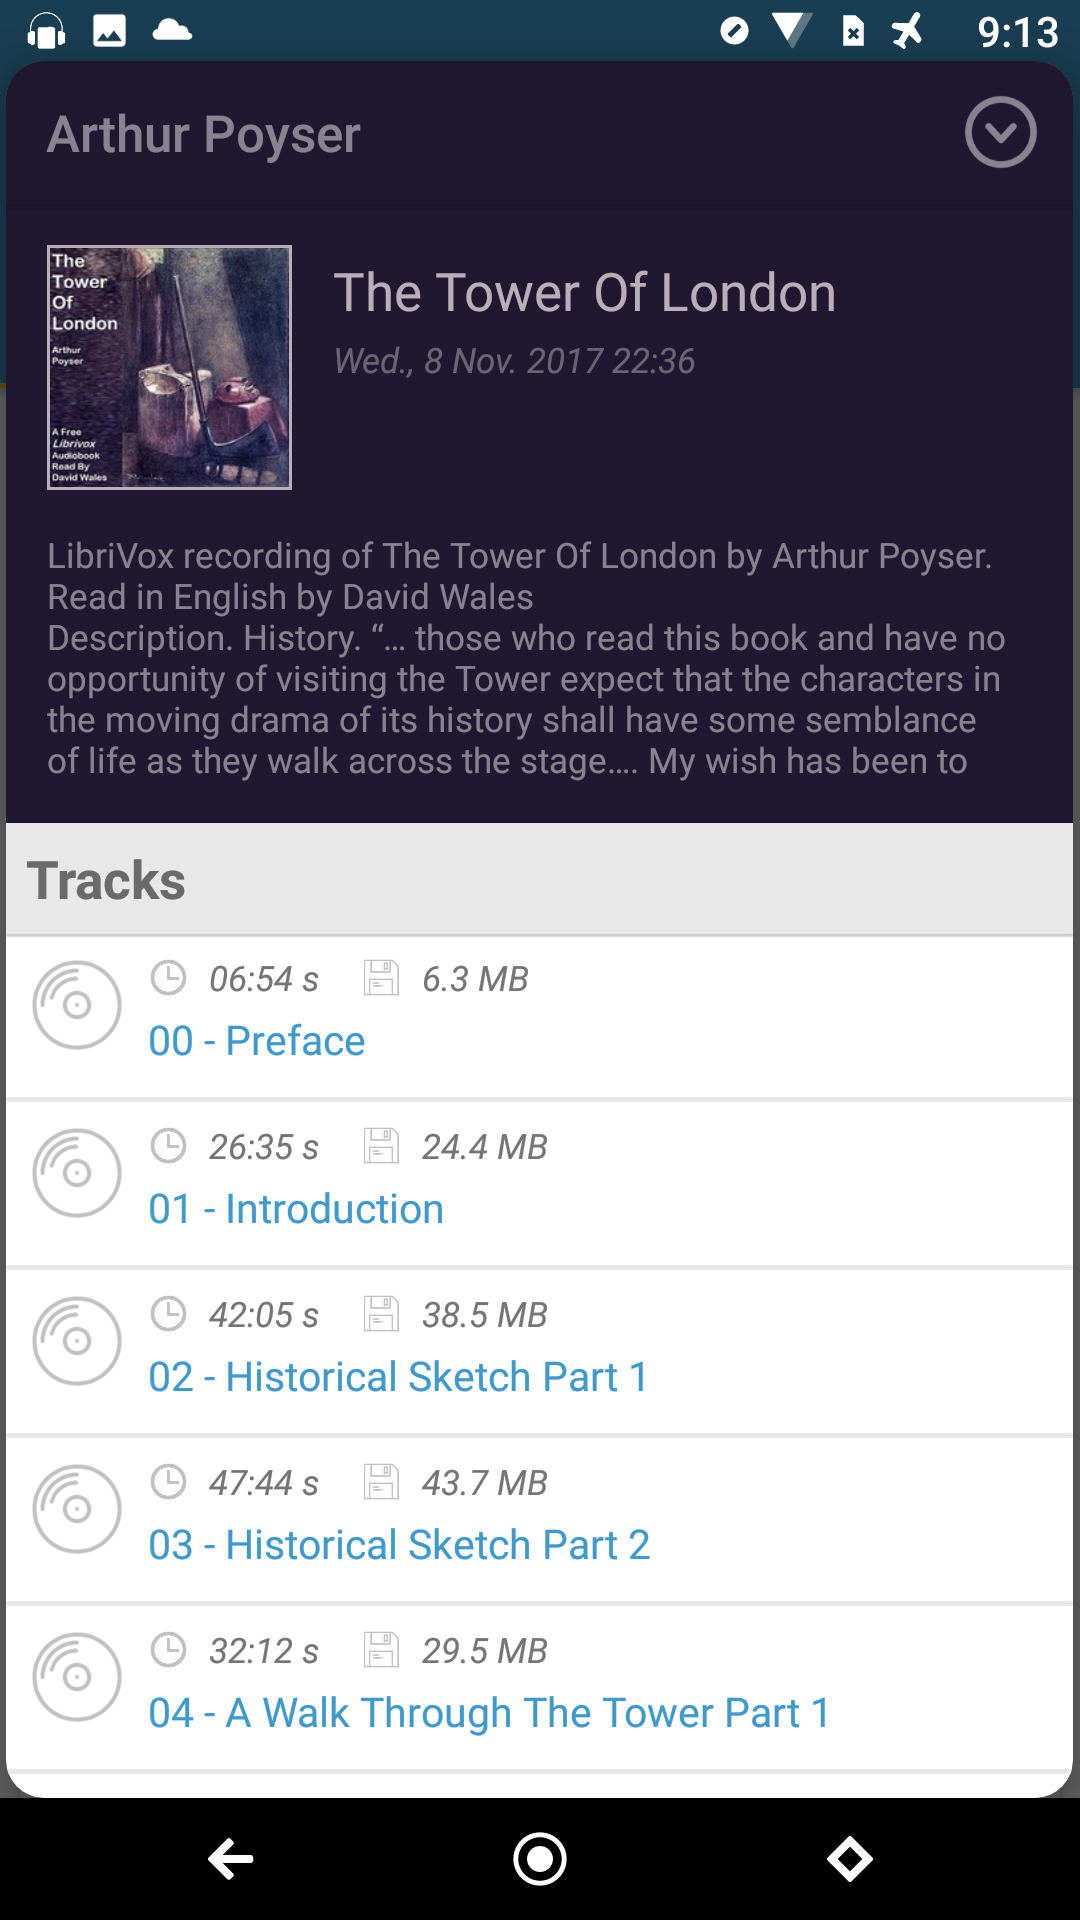 9:13
Arthur Poyser
The
Tower
Of
London
Arthur
Poyser
A Free
Librivox
Audiobook
Read By
David Wales
The Tower Of London
Wed., 8 Nov. 2017 22:36
LibriVox recording of The Tower Of London by Arthur Poyser.
Read in English by David Wales
Description. History. “… those who read this book and have no
opportunity of visiting the Tower expect that the characters in
the moving drama of its history shall have some semblance
of life as they walk across the stage…. My wish has been to
Tracks
06:54 s 6.3 MB
00 - Preface
26:35 s 24.4 MB
01 - Introduction
42:05 s 38.5 MB
02 - Historical Sketch Part 1
47:44 s 43.7 MB
03 - Historical Sketch Part 2
32:12 s 29.5 MB
04 - A Walk Through The Tower Part 1